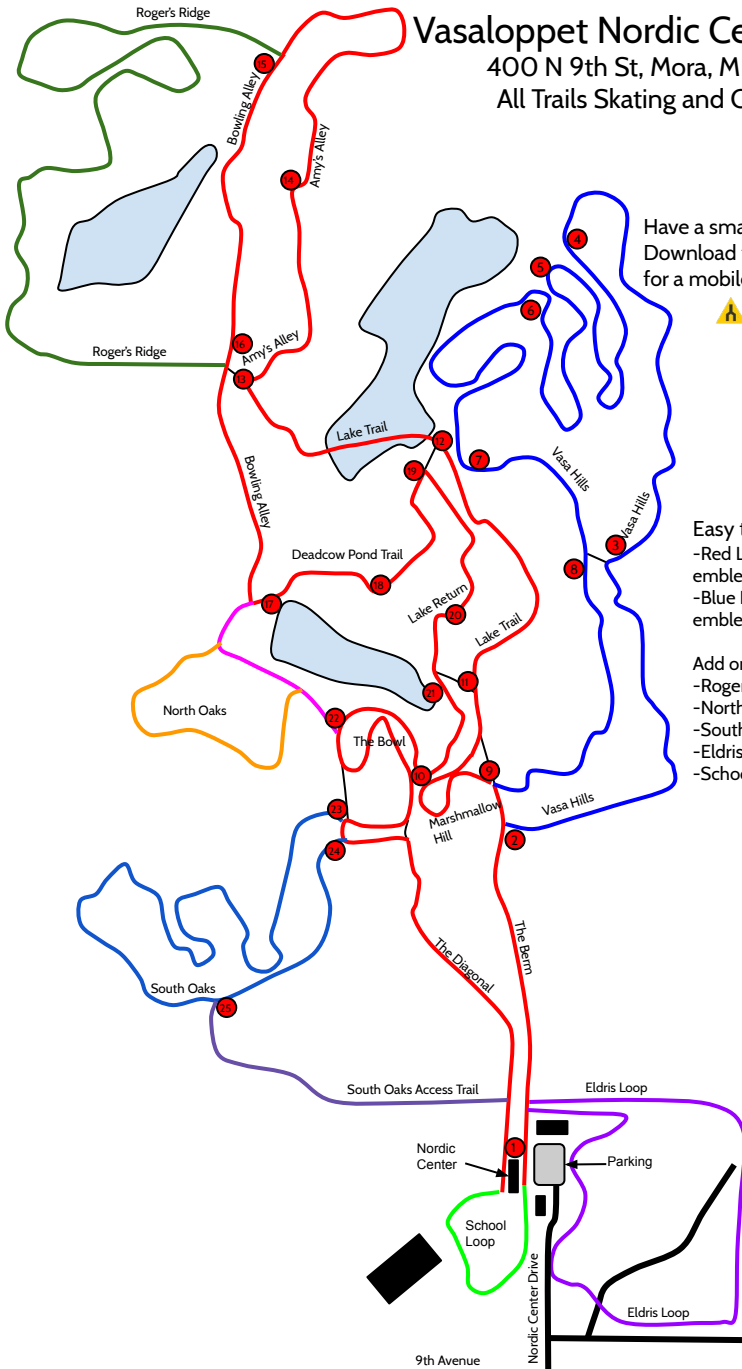 Roger's Ridge
Vasaloppet Nordic Ce
400 N 9th St, Mora, M
All Trails Skating and C
15
Bowling Alley
14
Amy's Alley
Have a sma
Download
for a mobile
4
5
6
16
Amy's Alley
Roger's Ridge
13
Lake Trail
12
19
7
Bowling Alley
Vasa Hills
Vasa Hills
3
8
Easy t
-Red L
emble
-Blue
emble
Deadcow Pond Trail
18
17
Lake Return
20
Lake Trail
Add or
-Roger
-North
-South
-Eldris
-Schoo
11
21
North Oaks
22
The Bowl
10
9
Marshmallow
Hill
Vasa Hills
2
23
24
The Diagonal
The Berm
South Oaks
25
South Oaks Access Trail
Eldris Loop
1
Nordic
Center
Parking
School
Loop
Nordic Center Drive
Eldris Loop
9th Avenue